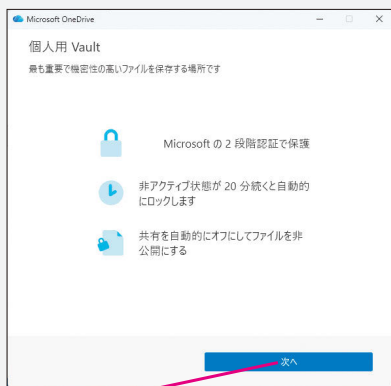 Microsoft OneDrive
個人用 Vault
最も重要で機密性の高いファイルを保存する場所です
Microsoft の 2 段階認証で保護
非アクティブ状態が 20 分続くと自動的
にロックします
共有を自動的にオフにしてファイルを非
公開にする
次へ